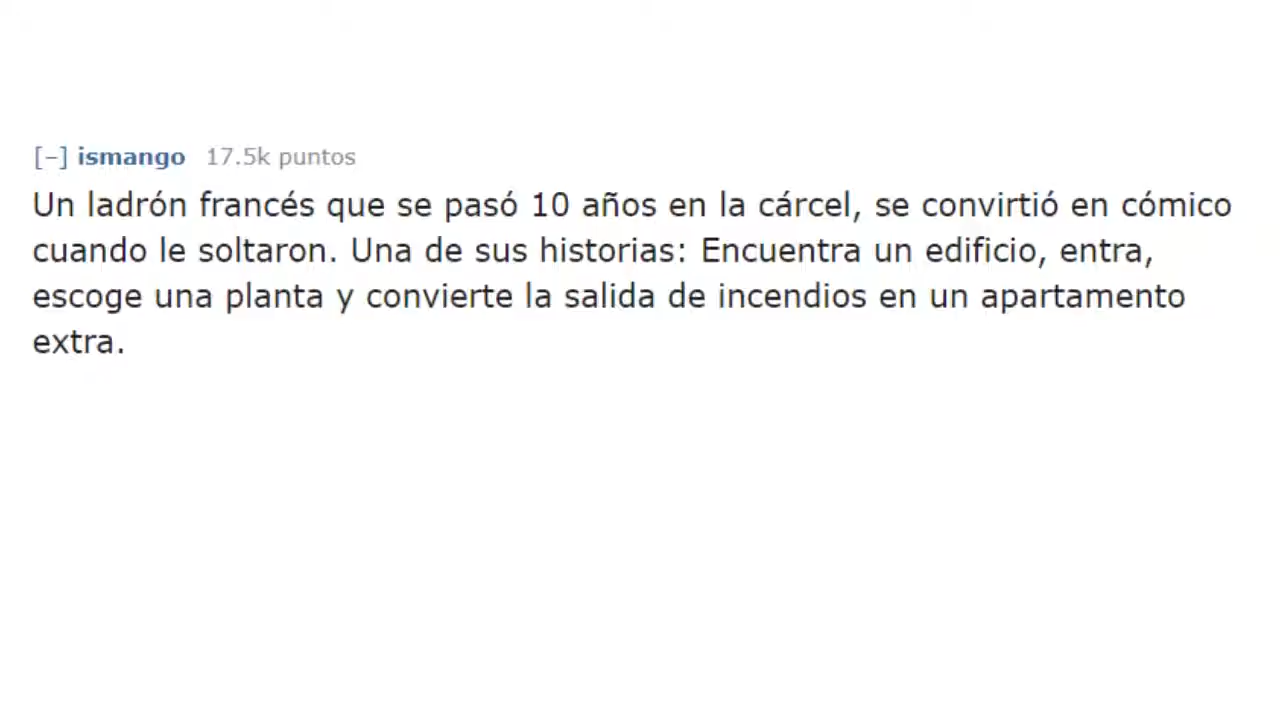 [−] ismango 17.5k puntos
Un ladrón francés que se pasó 10 años en la cárcel, se convirtió en cómico
cuando le soltaron. Una de sus historias: Encuentra un edificio, entra,
escoge una planta y convierte la salida de incendios en un apartamento
extra.